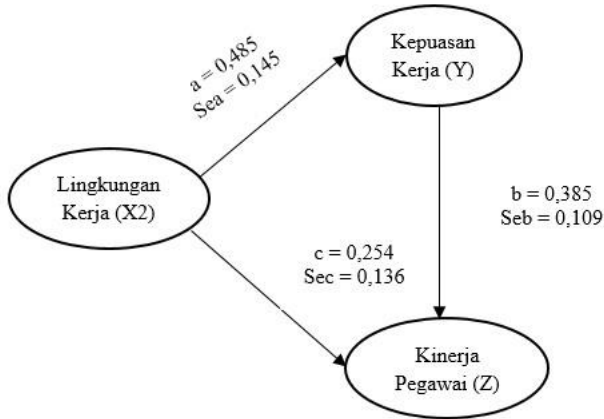 Kepuasan
Kerja (Y)
a = 0,485
Sea = 0,145
Lingkungan
Kerja (X2)
b = 0,385
Seb = 0,109
c = 0,254
Sec = 0,136
Kinerja
Pegawai (Z)